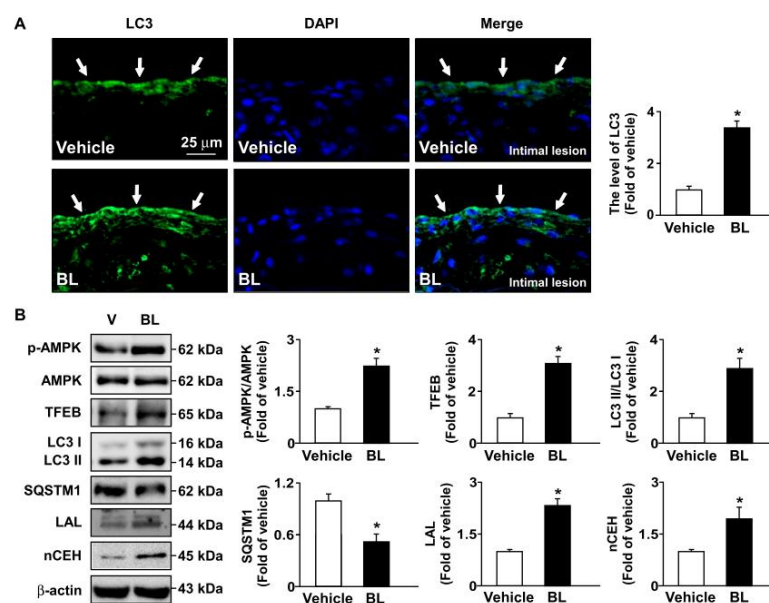 A
LC3
DAPI
Merge
Vehicle
25 μm
Vehicle
Vehicle
Intimal lesion
BL
BL
BL
Intimal lesion
The level of LC3
(Fold of vehicle)
4
2
0
*
Vehicle
BL
B
V
BL
p-AMPK
62 kDa
AMPK
62 kDa
TFEB
65 kDa
LC3 I
16 kDa
LC3 II
14 kDa
SQSTM1
62 kDa
LAL
44 kDa
nCEH
45 kDa
β-actin
43 kDa
p-AMPK/AMPK
(Fold of vehicle)
3
1.5
0
*
Vehicle
BL
TFEB
(Fold of vehicle)
4
2
0
*
Vehicle
BL
LC3 II/LC3 I
(Fold of vehicle)
4
2
0
*
Vehicle
BL
SQSTM1
(Fold of vehicle)
1.2
0.6
0
*
Vehicle
BL
LAL
(Fold of vehicle)
3
1.5
0
*
Vehicle
BL
nCEH
(Fold of vehicle)
3
1.5
0
*
Vehicle
BL